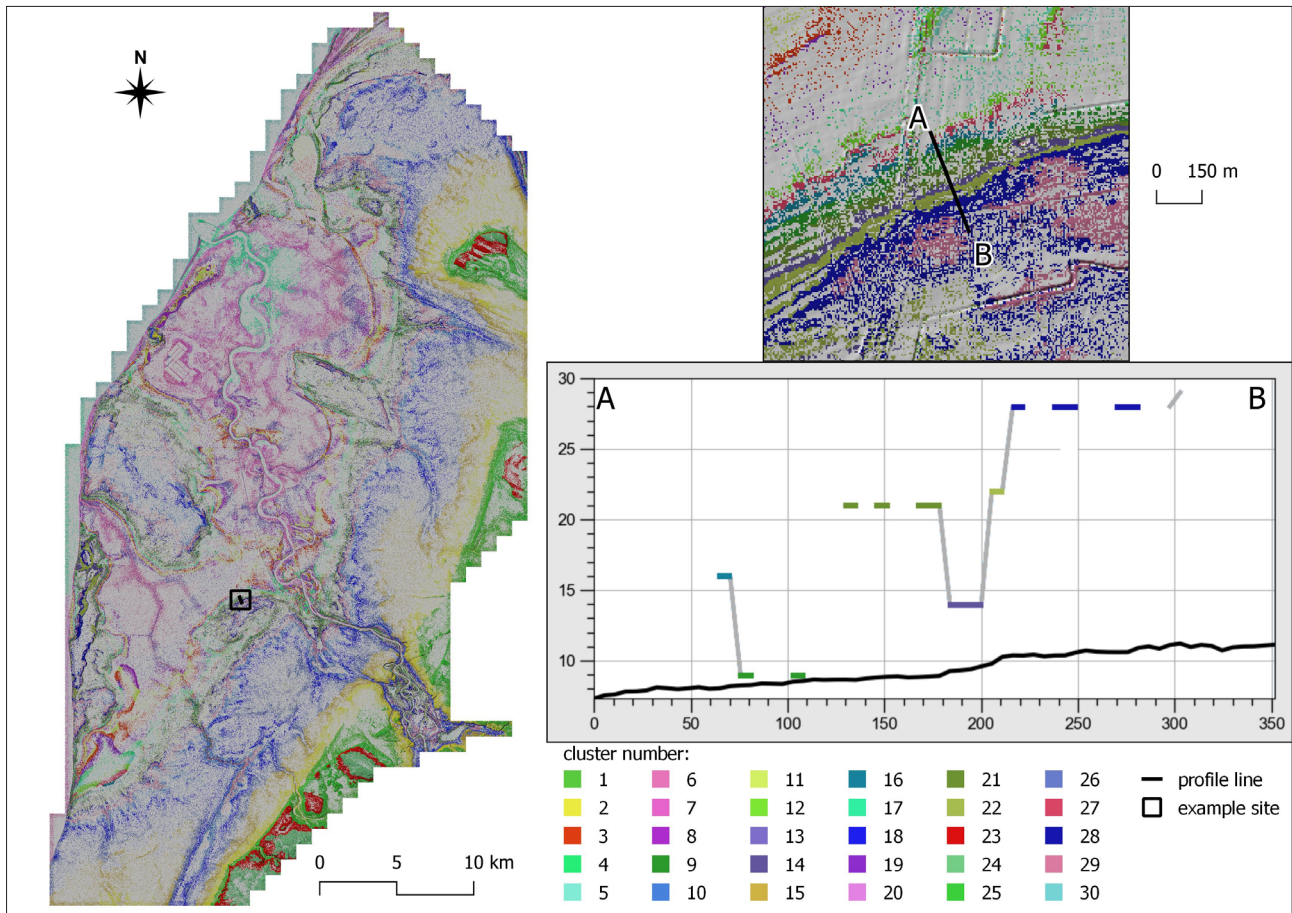 N
A
B
0 150 m
30
25
20
15
10
A
B
0 50 100 150 200 250 300 350
0 5 10 km
cluster number:
1 6 11 16 21 26
2 7 12 17 22 27
3 8 13 18 23 28
4 9 14 19 24 29
5 10 15 20 25 30
profile line
example site